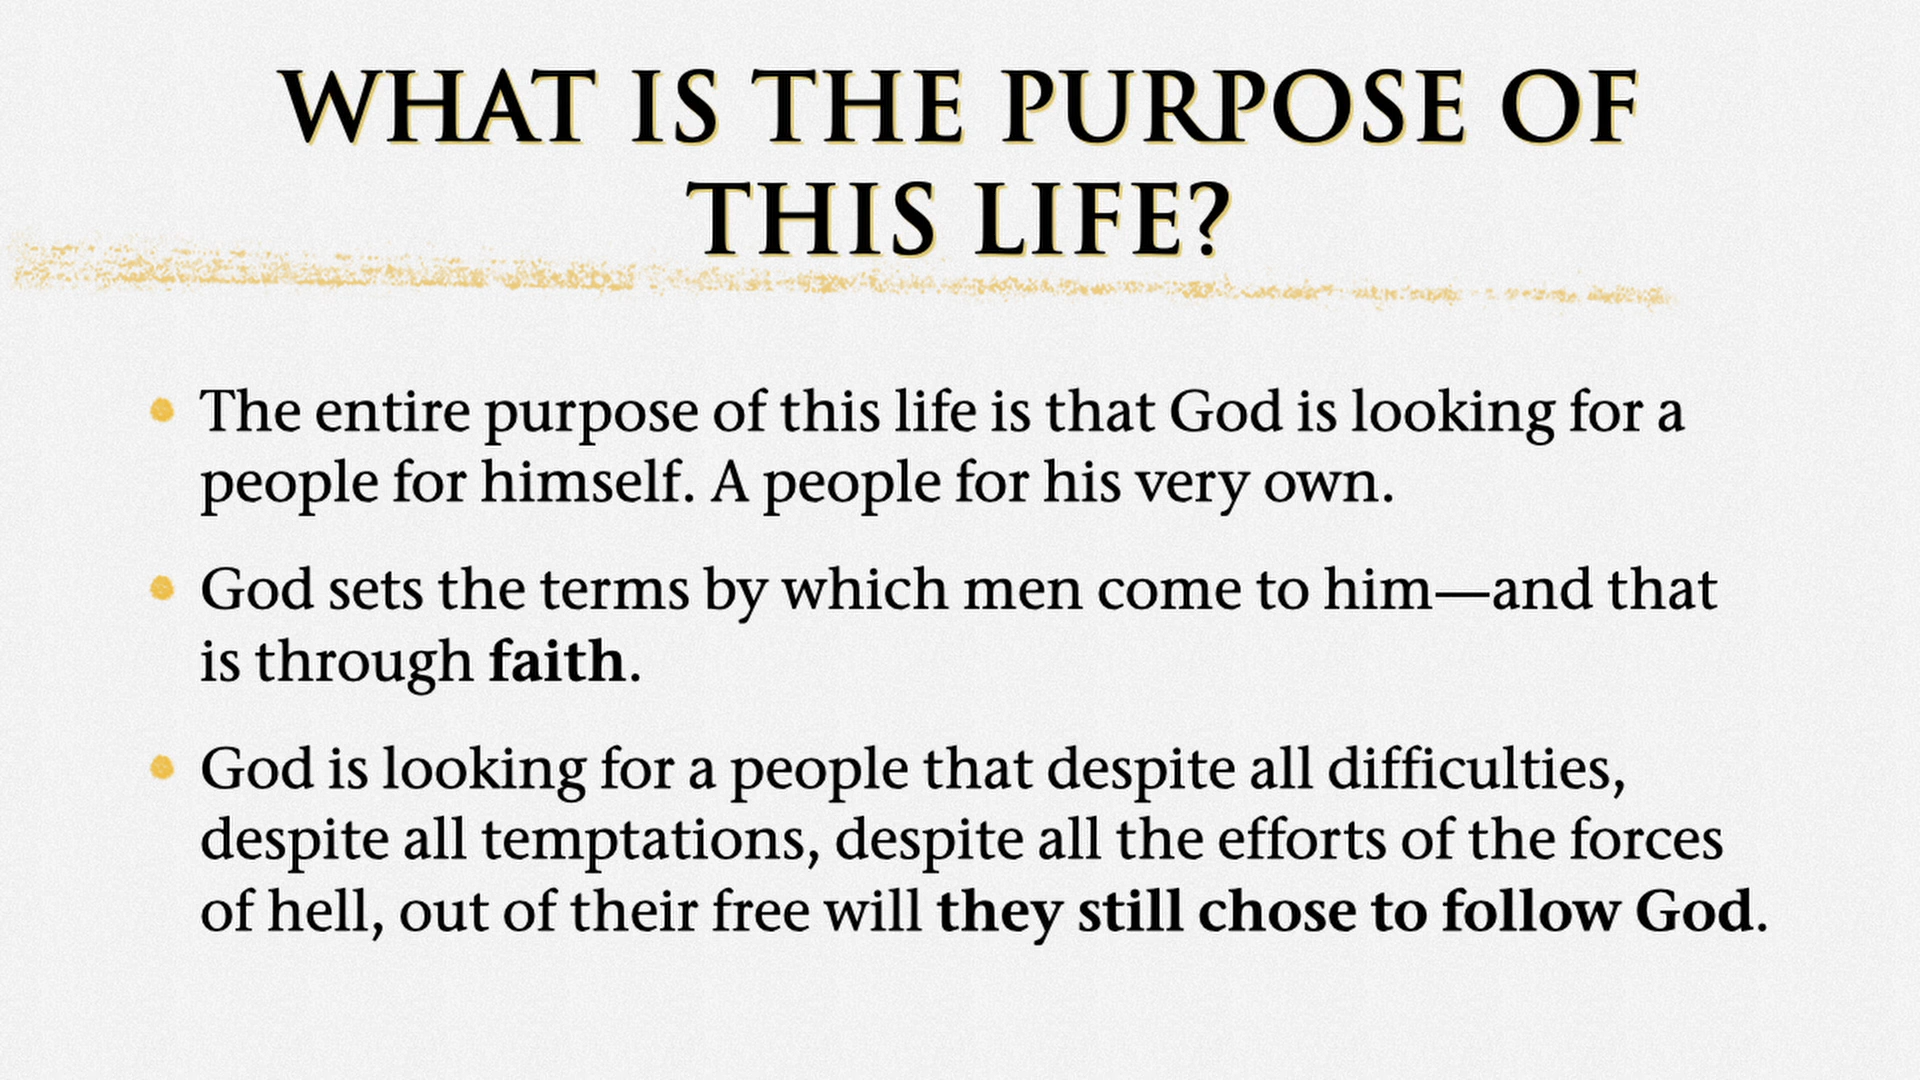 WHAT IS THE PURPOSE OF
THIS LIFE?
• The entire purpose of this life is that God is looking for a
people for himself. A people for his very own.
• God sets the terms by which men come to him—and that
is through faith.
• God is looking for a people that despite all difficulties,
despite all temptations, despite all the efforts of the forces
of hell, out of their free will they still chose to follow God.